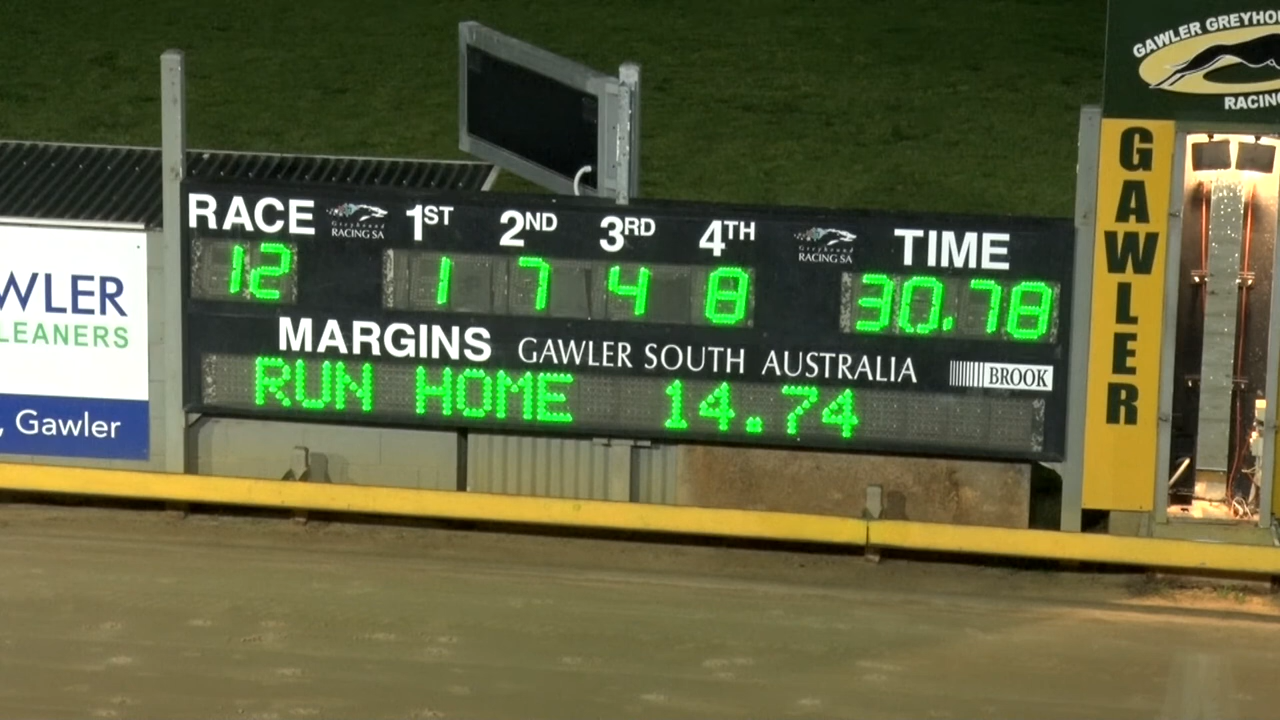 GAWLER GREYHO
RACING
GAWLER
RACE 1ST 2ND 3RD 4TH TIME
Greyhound RACING SA
Greyhound RACING SA
12 1 7 4 8 30.78
MARGINS GAWLER SOUTH AUSTRALIA BROOK
RUN HOME 14.74
WLER
LEANERS
, Gawler